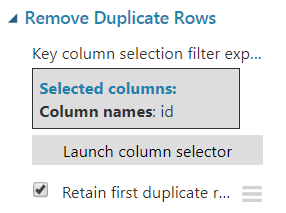 Remove Duplicate Rows
Key column selection filter exp...
Selected columns:
Column names: id
Launch column selector
Retain first duplicate r...